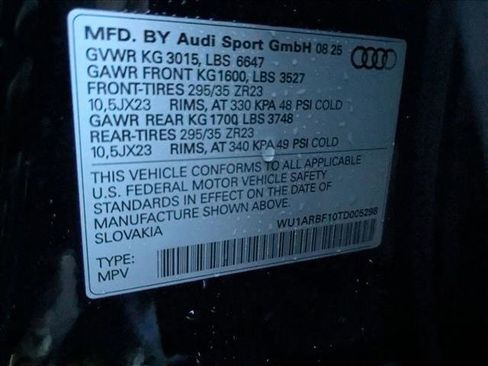 MFD. BY Audi Sport GmbH 08 25
GVWR KG 3015, LBS 6647
GAWR FRONT KG1600, LBS 3527
FRONT-TIRES 295/35 ZR23
10,5JX23 RIMS, AT 330 KPA 48 PSI COLD
GAWR REAR KG 1700 LBS 3748
REAR-TIRES 295/35 ZR23
10,5JX23 RIMS, AT 340 KPA 49 PSI COLD
THIS VEHICLE CONFORMS TO ALL APPLICABLE
U.S. FEDERAL MOTOR VEHICLE SAFETY
STANDARDS IN EFFECT ON THE DATE OF
MANUFACTURE SHOWN ABOVE.
SLOVAKIA
WU1ARBF10TD005298
TYPE:
MPV